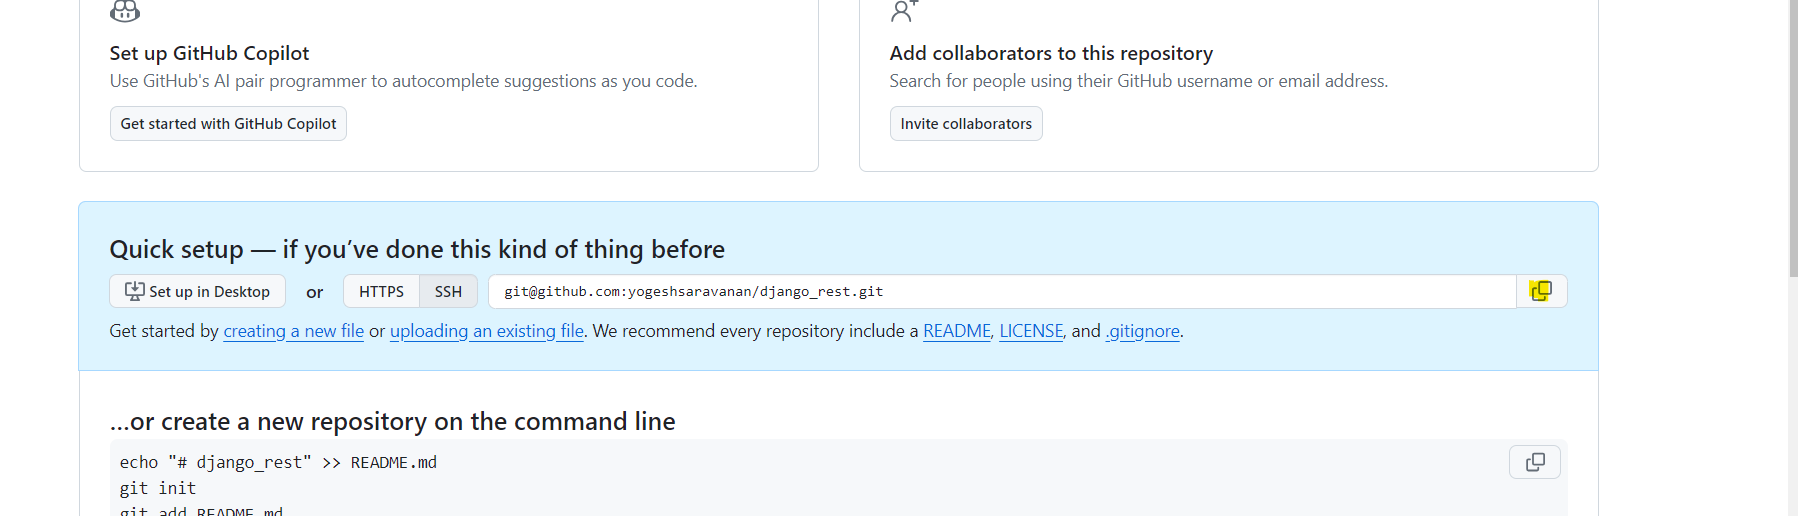 Set up GitHub Copilot
Use GitHub's AI pair programmer to autocomplete suggestions as you code.
Get started with GitHub Copilot
Add collaborators to this repository
Search for people using their GitHub username or email address.
Invite collaborators
Quick setup — if you’ve done this kind of thing before
Set up in Desktop or HTTPS SSH git@github.com:yogeshsaravanan/django_rest.git
Get started by creating a new file or uploading an existing file. We recommend every repository include a README, LICENSE, and .gitignore.
…or create a new repository on the command line
echo "# django_rest" >> README.md
git init
git add README.md